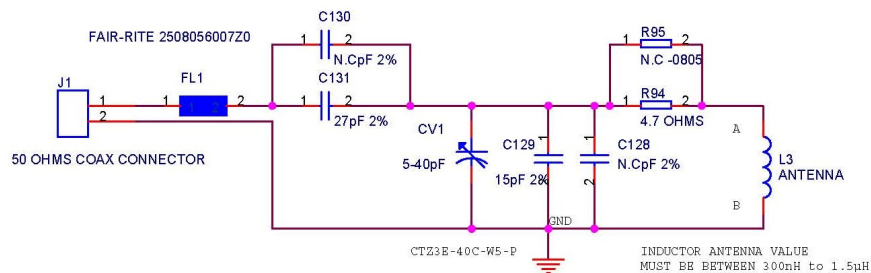 C130
1 2
N.CpF 2%
FAIR-RITE 2508056007Z0
R95
1 2
N.C -0805
J1
FL1
C131
R94
1
2
1 1 2 2
1 2
27pF 2%
1 2
4.7 OHMS
50 OHMS COAX CONNECTOR
CV1
5-40pF
C129
1
15pF 2%
2
1
C128
N.CpF 2%
2
A
L3
ANTENNA
B
GND
CTZ3E-40C-W5-P
INDUCTOR ANTENNA VALUE
MUST BE BETWEEN 300nH to 1.5µH